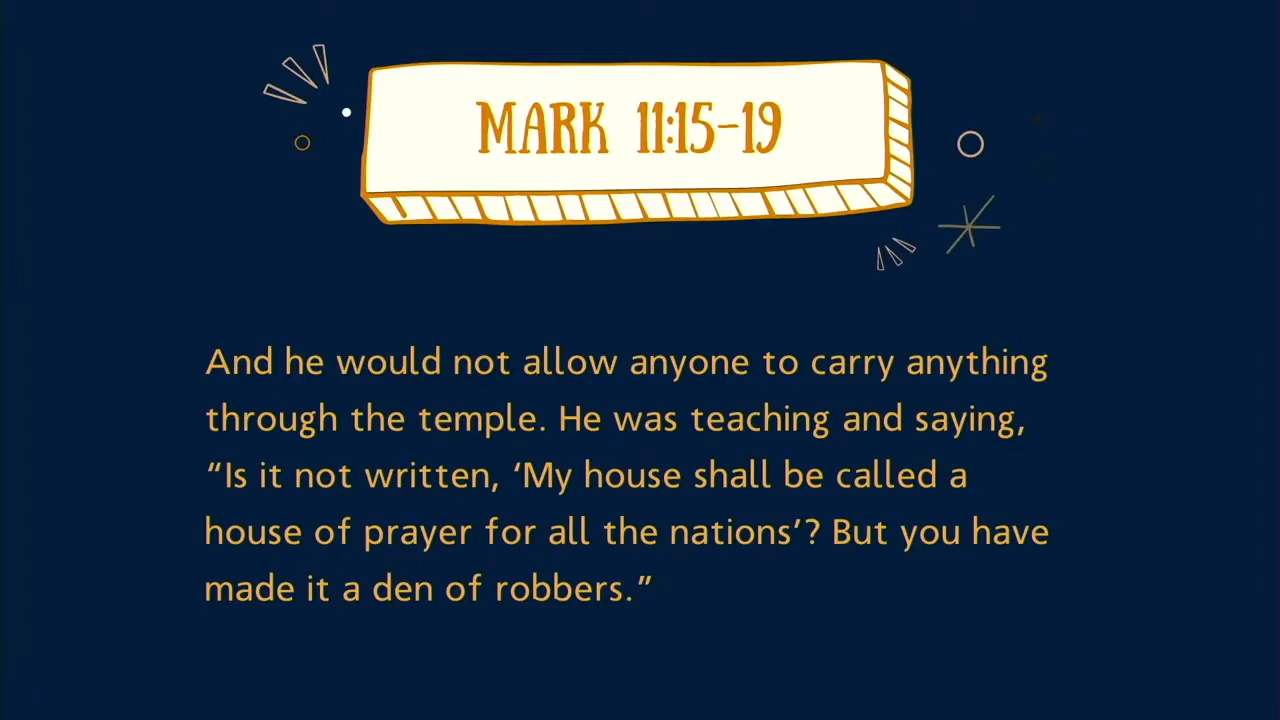 MARK 11:15-19
And he would not allow anyone to carry anything
through the temple. He was teaching and saying,
“Is it not written, ‘My house shall be called a
house of prayer for all the nations’? But you have
made it a den of robbers.”